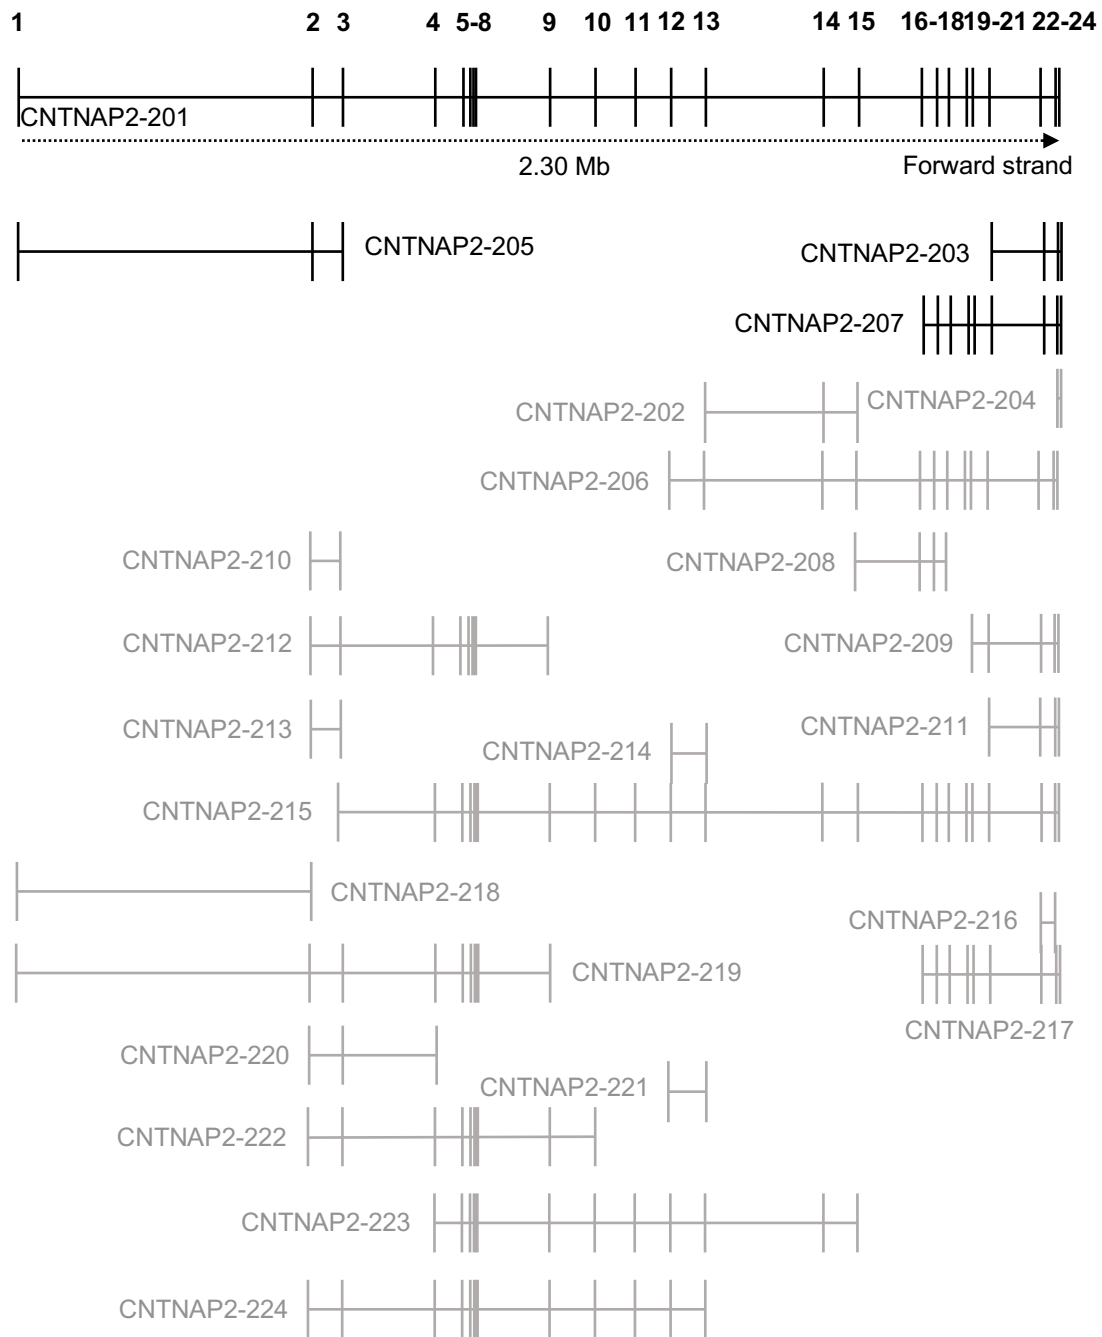 1 2 3 4 5-8 9 10 11 12 13 14 15 16-18 19-21 22-24
CNTNAP2-201
2.30 Mb Forward strand
CNTNAP2-205 CNTNAP2-203
CNTNAP2-207
CNTNAP2-202 CNTNAP2-204
CNTNAP2-206
CNTNAP2-210 CNTNAP2-208
CNTNAP2-212 CNTNAP2-209
CNTNAP2-213 CNTNAP2-211
CNTNAP2-214
CNTNAP2-215
CNTNAP2-218
CNTNAP2-216
CNTNAP2-219
CNTNAP2-217
CNTNAP2-220
CNTNAP2-221
CNTNAP2-222
CNTNAP2-223
CNTNAP2-224